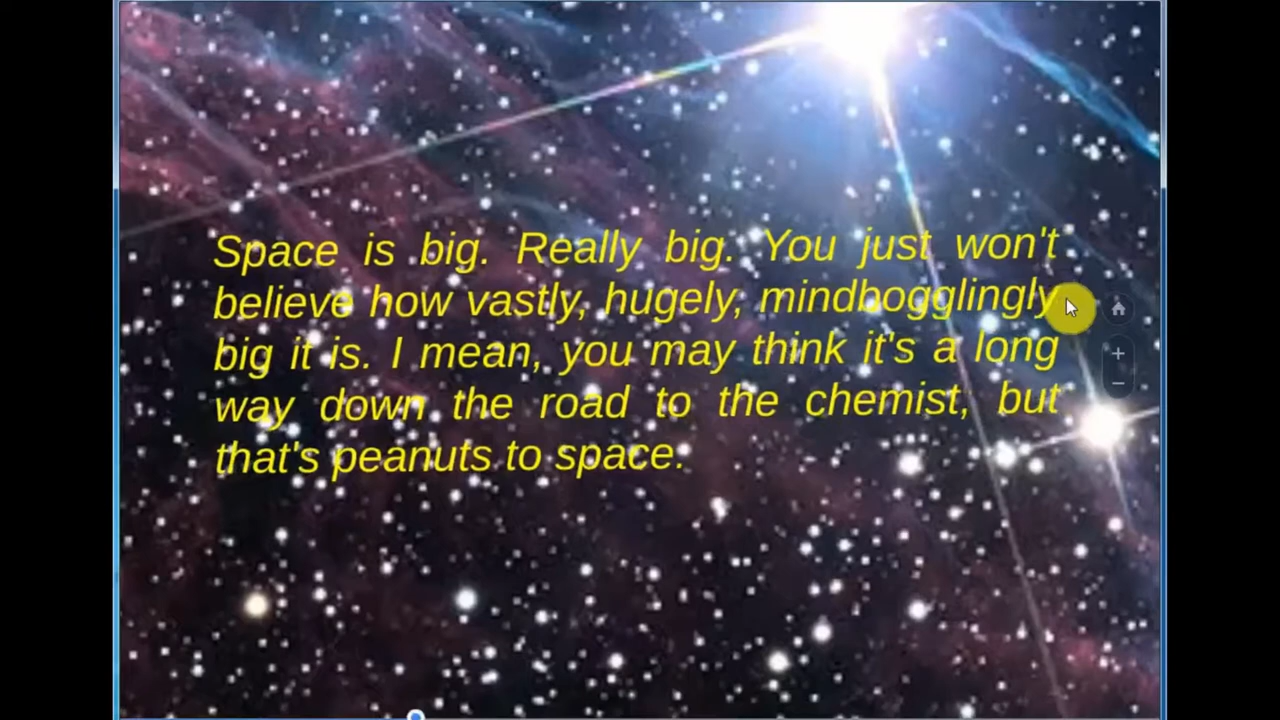 Space is big. Really big. You just won't
believe how vastly, hugely, mindbogglingly
big it is. I mean, you may think it's a long
way down the road to the chemist, but
that's peanuts to space.